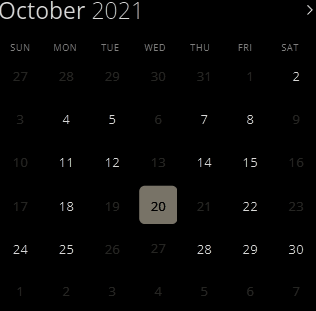 October 2021
SUN MON TUE WED THU FRI SAT
27 28 29 30 31 1 2
3 4 5 6 7 8 9
10 11 12 13 14 15 16
17 18 19 20 21 22 23
24 25 26 27 28 29 30
1 2 3 4 5 6 7